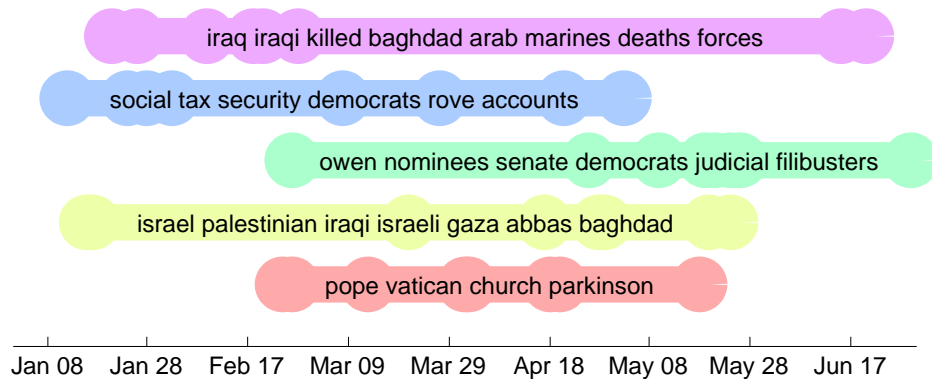 iraq iraqi killed baghdad arab marines deaths forces
social tax security democrats rove accounts
owen nominees senate democrats judicial filibusters
israel palestinian iraqi israeli gaza abbas baghdad
pope vatican church parkinson
Jan 08 Jan 28 Feb 17 Mar 09 Mar 29 Apr 18 May 08 May 28 Jun 17